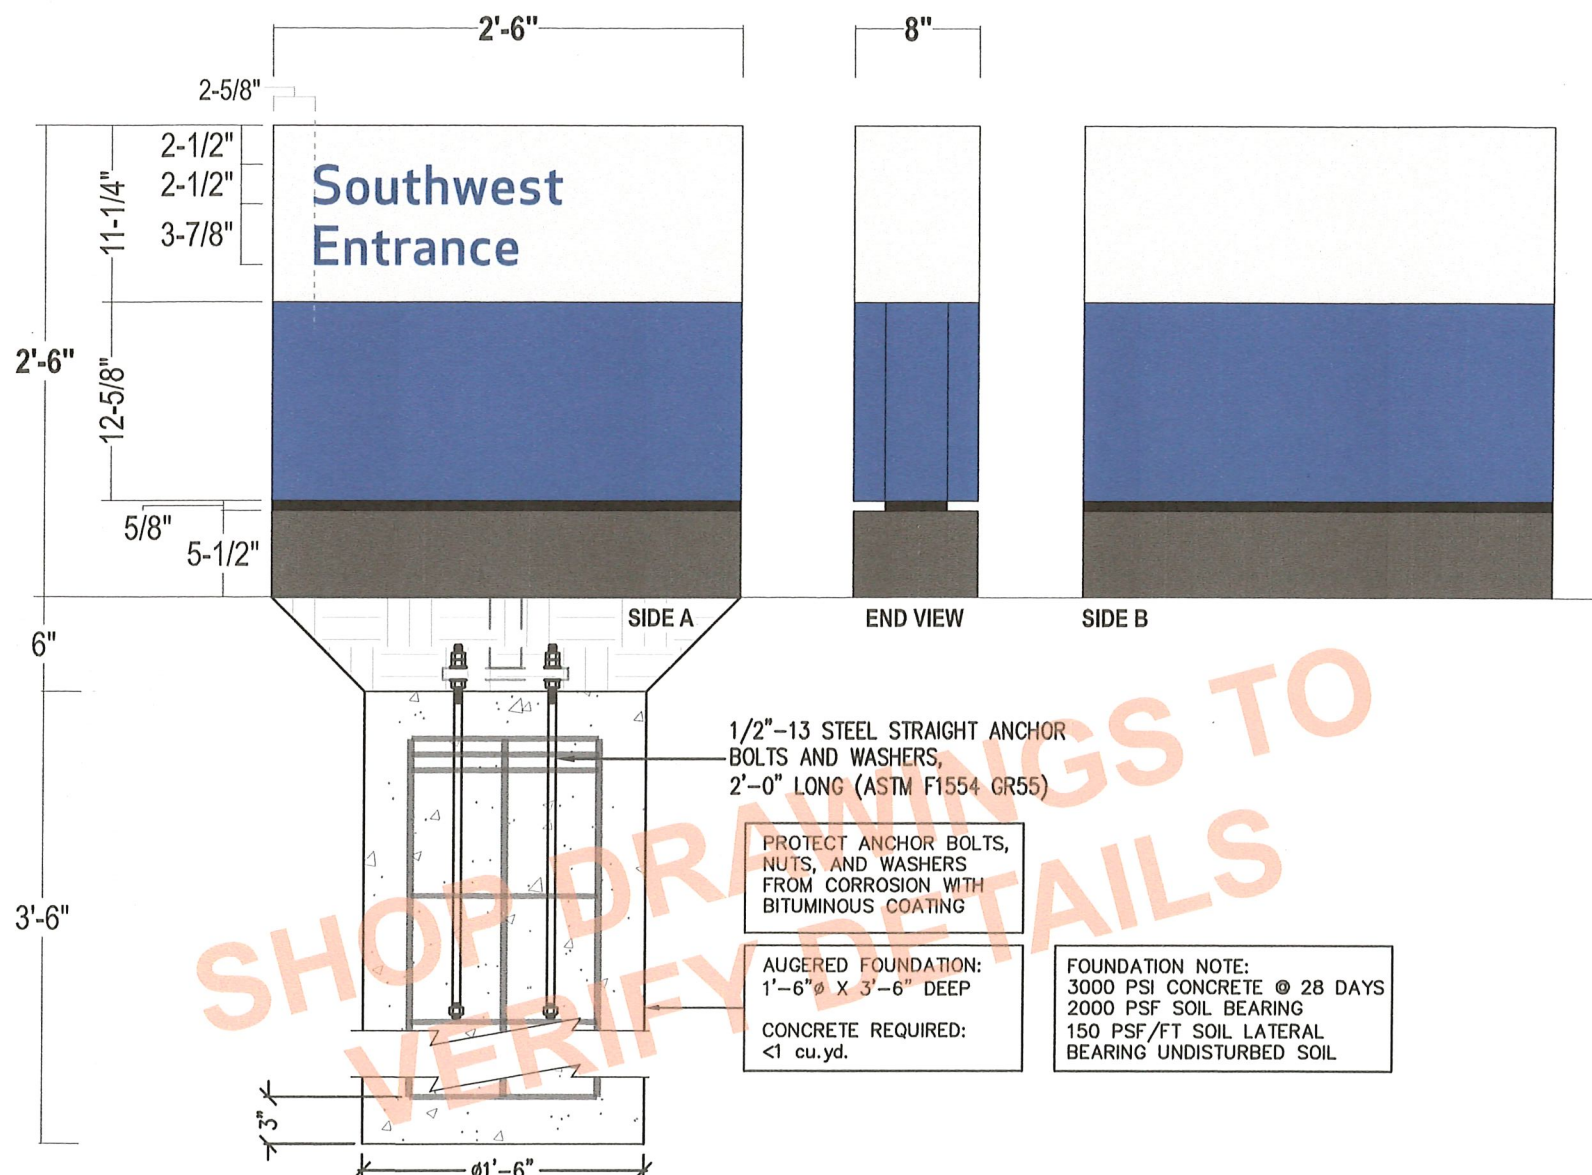 2'-6"
8"
2-5/8"
2-1/2"
2-1/2"
3-7/8"
11-1/4"
Southwest
Entrance
2'-6"
12-5/8"
5/8"
5-1/2"
SIDE A
END VIEW
SIDE B
6"
3'-6"
1/2"-13 STEEL STRAIGHT ANCHOR
BOLTS AND WASHERS,
2'-0" LONG (ASTM F1554 GR55)
PROTECT ANCHOR BOLTS,
NUTS, AND WASHERS
FROM CORROSION WITH
BITUMINOUS COATING
AUGERED FOUNDATION:
1'-6"ø X 3'-6" DEEP
CONCRETE REQUIRED:
<1 cu.yd.
FOUNDATION NOTE:
3000 PSI CONCRETE @ 28 DAYS
2000 PSF SOIL BEARING
150 PSF/FT SOIL LATERAL
BEARING UNDISTURBED SOIL
SHOP DRAWINGS TO
VERIFY DETAILS
3"
ø1'-6"